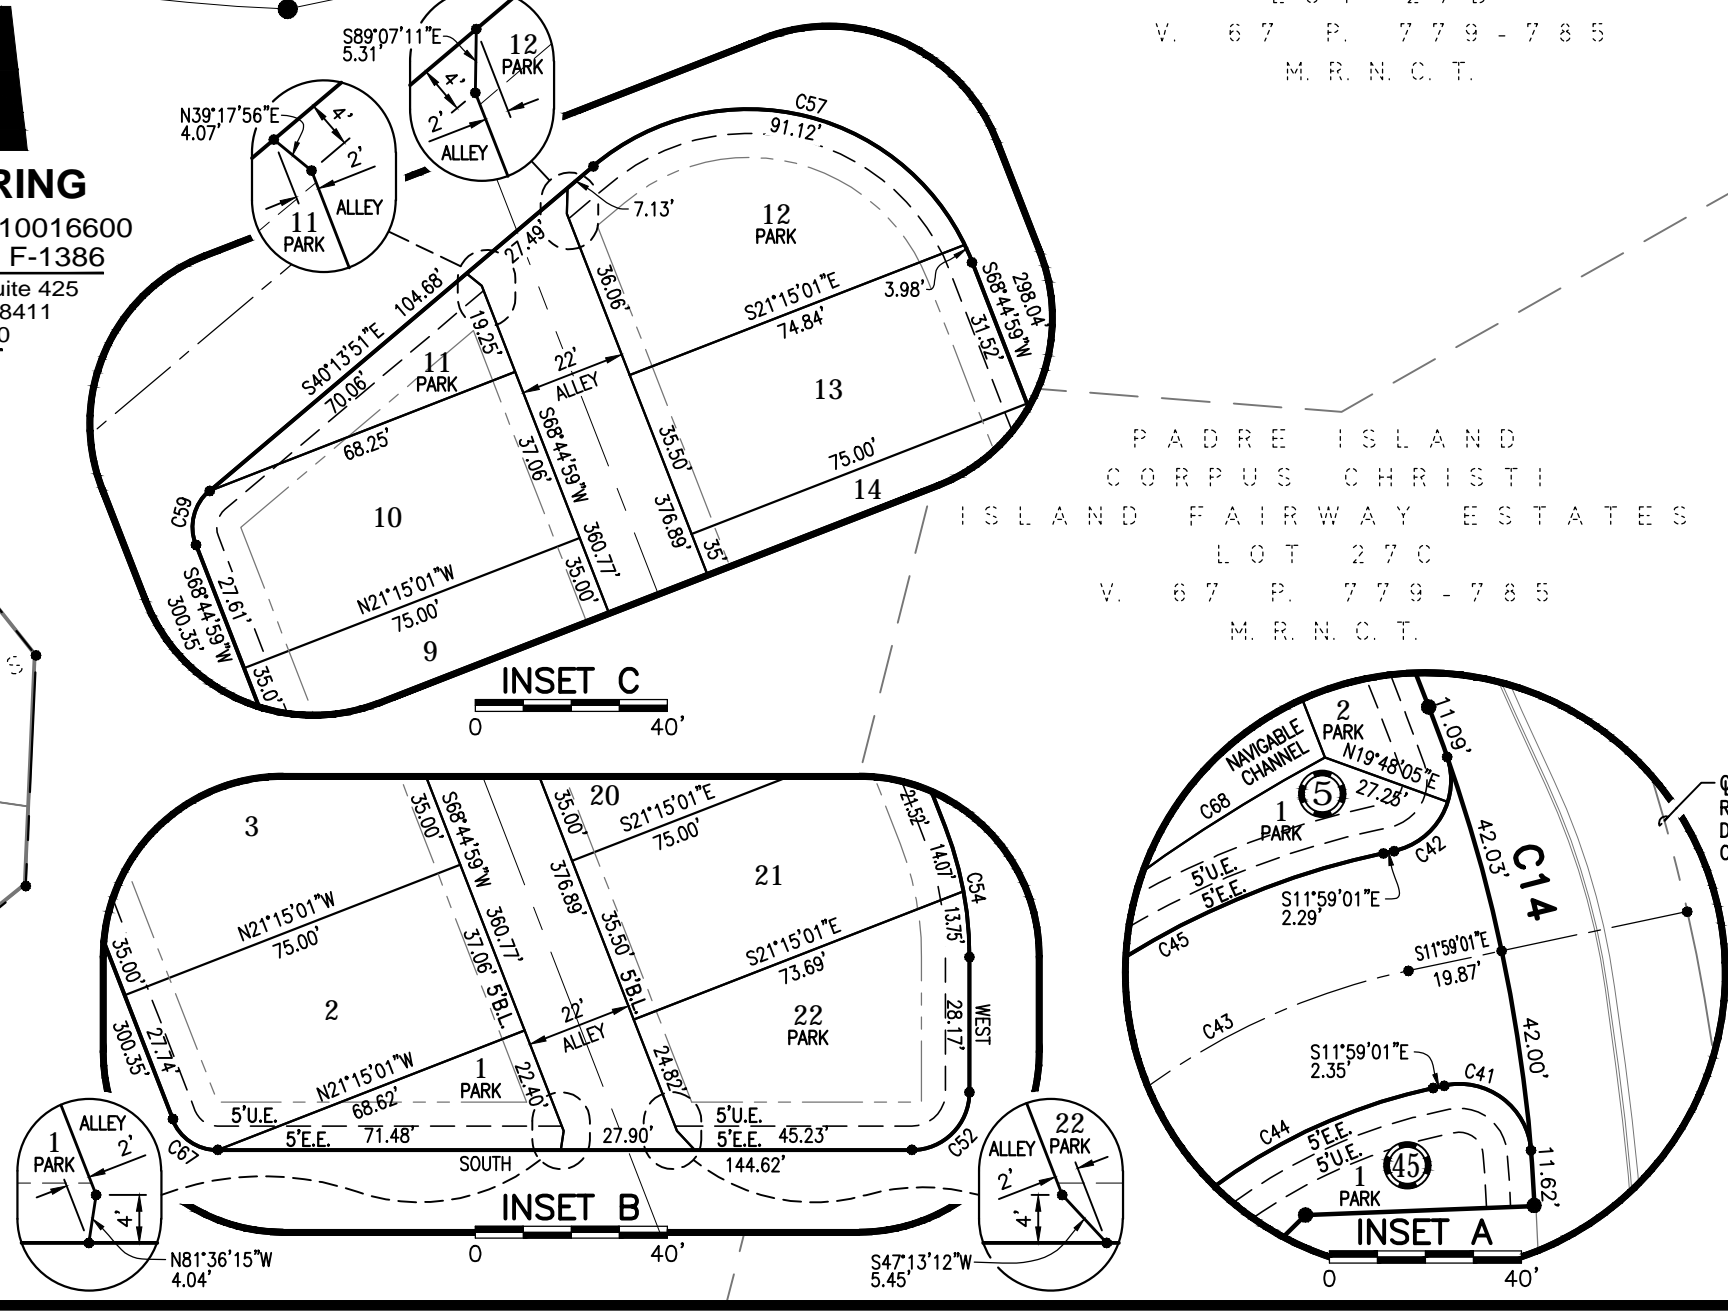 RING
10016600
F-1386
uite 425
8411
0
V. 67 P. 779-785
M.R.N.C.T.
S89°07'11"E
5.31'
4'
2'
12
PARK
ALLEY
N39°17'56"E
4.07'
4'
2'
11
PARK
ALLEY
C57
91.12'
7.13'
27.49'
12
PARK
S40°13'51"E
104.68'
70.06'
19.25'
36.06'
S21°15'01"E
74.84'
3.98'
S68°44'59"W
298.04'
31.52'
11
PARK
22'
ALLEY
68.25'
13
S68°44'59"W
37.06'
35.50'
75.00'
14
C59
10
376.89'
360.77'
35'
35.00'
N21°15'01"W
75.00'
S68°44'59"W
300.35'
27.61'
35.0'
9
INSET C
0 40'
PADRE ISLAND
CORPUS CHRISTI
ISLAND FAIRWAY ESTATES
LOT 27C
V. 67 P. 779-785
M.R.N.C.T.
S
3
35.00'
S68°44'59"W
35.00'
20
S21°15'01"E
75.00'
21.52'
14.07'
C54
21
376.89'
N21°15'01"W
75.00'
360.77'
37.06'
5'B.L.
35.50'
5'B.L.
S21°15'01"E
73.69'
13.75'
35.00'
2
22'
ALLEY
22
PARK
28.17'
WEST
300.35'
27.74'
N21°15'01"W
68.62'
1
PARK
22.40'
24.82'
5'U.E.
5'E.E.
71.48'
27.90'
5'U.E.
5'E.E.
45.23'
C67
SOUTH
144.62'
C52
ALLEY
1
PARK
2'
4'
N81°36'15"W
4.04'
INSET B
0 40'
ALLEY
22
PARK
2'
4'
S47°13'12"W
5.45'
2
PARK
11.09'
NAVIGABLE
CHANNEL
N19°48'05"E
27.25'
C68
5
1
PARK
C42
42.03'
C14
5'U.E.
5'E.E.
S11°59'01"E
2.29'
C45
S11°59'01"E
19.87'
C43
42.00'
S11°59'01"E
2.35'
C41
C44
5'E.E.
5'U.E.
45
1
PARK
11.62'
INSET A
0 40'
R
D